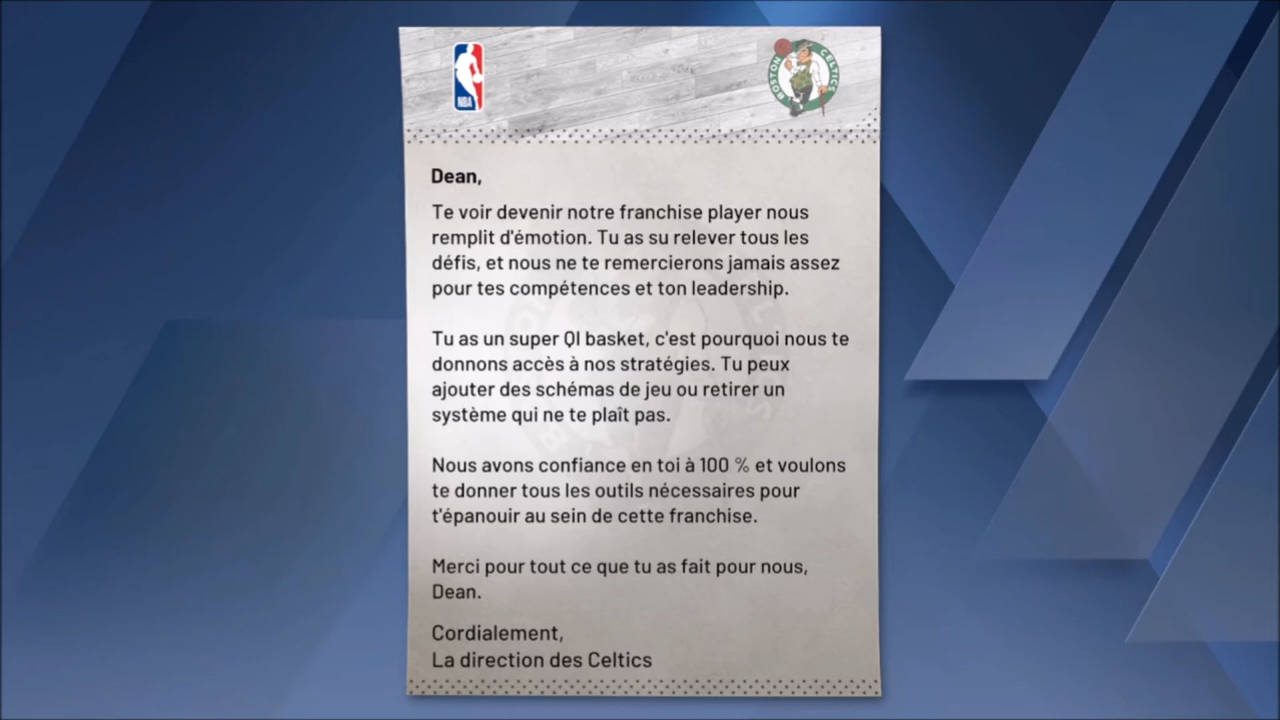 NBA
BOSTON CELTICS
Dean,
Te voir devenir notre franchise player nous
remplit d'émotion. Tu as su relever tous les
défis, et nous ne te remercierons jamais assez
pour tes compétences et ton leadership.
Tu as un super QI basket, c'est pourquoi nous te
donnons accès à nos stratégies. Tu peux
ajouter des schémas de jeu ou retirer un
système qui ne te plaît pas.
Nous avons confiance en toi à 100 % et voulons
te donner tous les outils nécessaires pour
t'épanouir au sein de cette franchise.
Merci pour tout ce que tu as fait pour nous,
Dean.
Cordialement,
La direction des Celtics